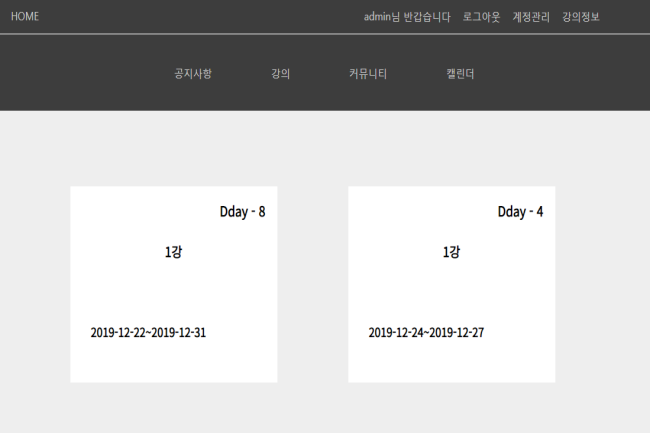 HOME admin님 반갑습니다 로그아웃 계정관리 강의정보
공지사항 강의 커뮤니티 캘린더
Dday - 8
1강
2019-12-22~2019-12-31
Dday - 4
1강
2019-12-24~2019-12-27